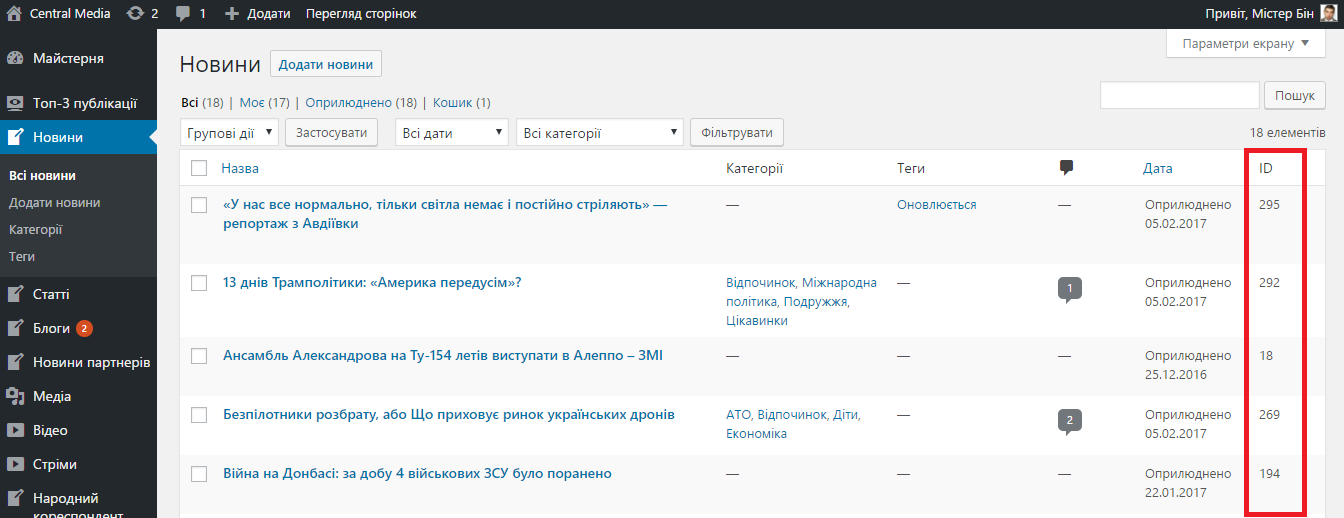 Central Media 2 1 Додати Перегляд сторінок Привіт, Містер Бін
Параметри екрану
Майстерня
Топ-3 публікації
Новини
Всі новини
Додати новини
Категорії
Теги
Статті
Блоги 2
Новини партнерів
Медіа
Відео
Стріми
Народний
кореспондент
Новини Додати новини
Всі (18) | Моє (17) | Оприлюднено (18) | Кошик (1)
Пошук
Групові дії Застосувати Всі дати Всі категорії Фільтрувати 18 елементів
Назва Категорії Теги Дата ID
«У нас все нормально, тільки світла немає і постійно стріляють» — — Оновлюється — Оприлюднено 295
репортаж з Авдіївки 05.02.2017
13 днів Трамполітики: «Америка передусім»? Відпочинок, Міжнародна — 1 Оприлюднено 292
політика, Подружжя, 05.02.2017
Цікавинки
Ансамбль Александрова на Ту-154 летів виступати в Алеппо – ЗМІ — — — Оприлюднено 18
25.12.2016
Безпілотники розбрату, або Що приховує ринок українських дронів АТО, Відпочинок, Діти, — 2 Оприлюднено 269
Економіка 05.02.2017
Війна на Донбасі: за добу 4 військових ЗСУ було поранено — — — Оприлюднено 194
22.01.2017